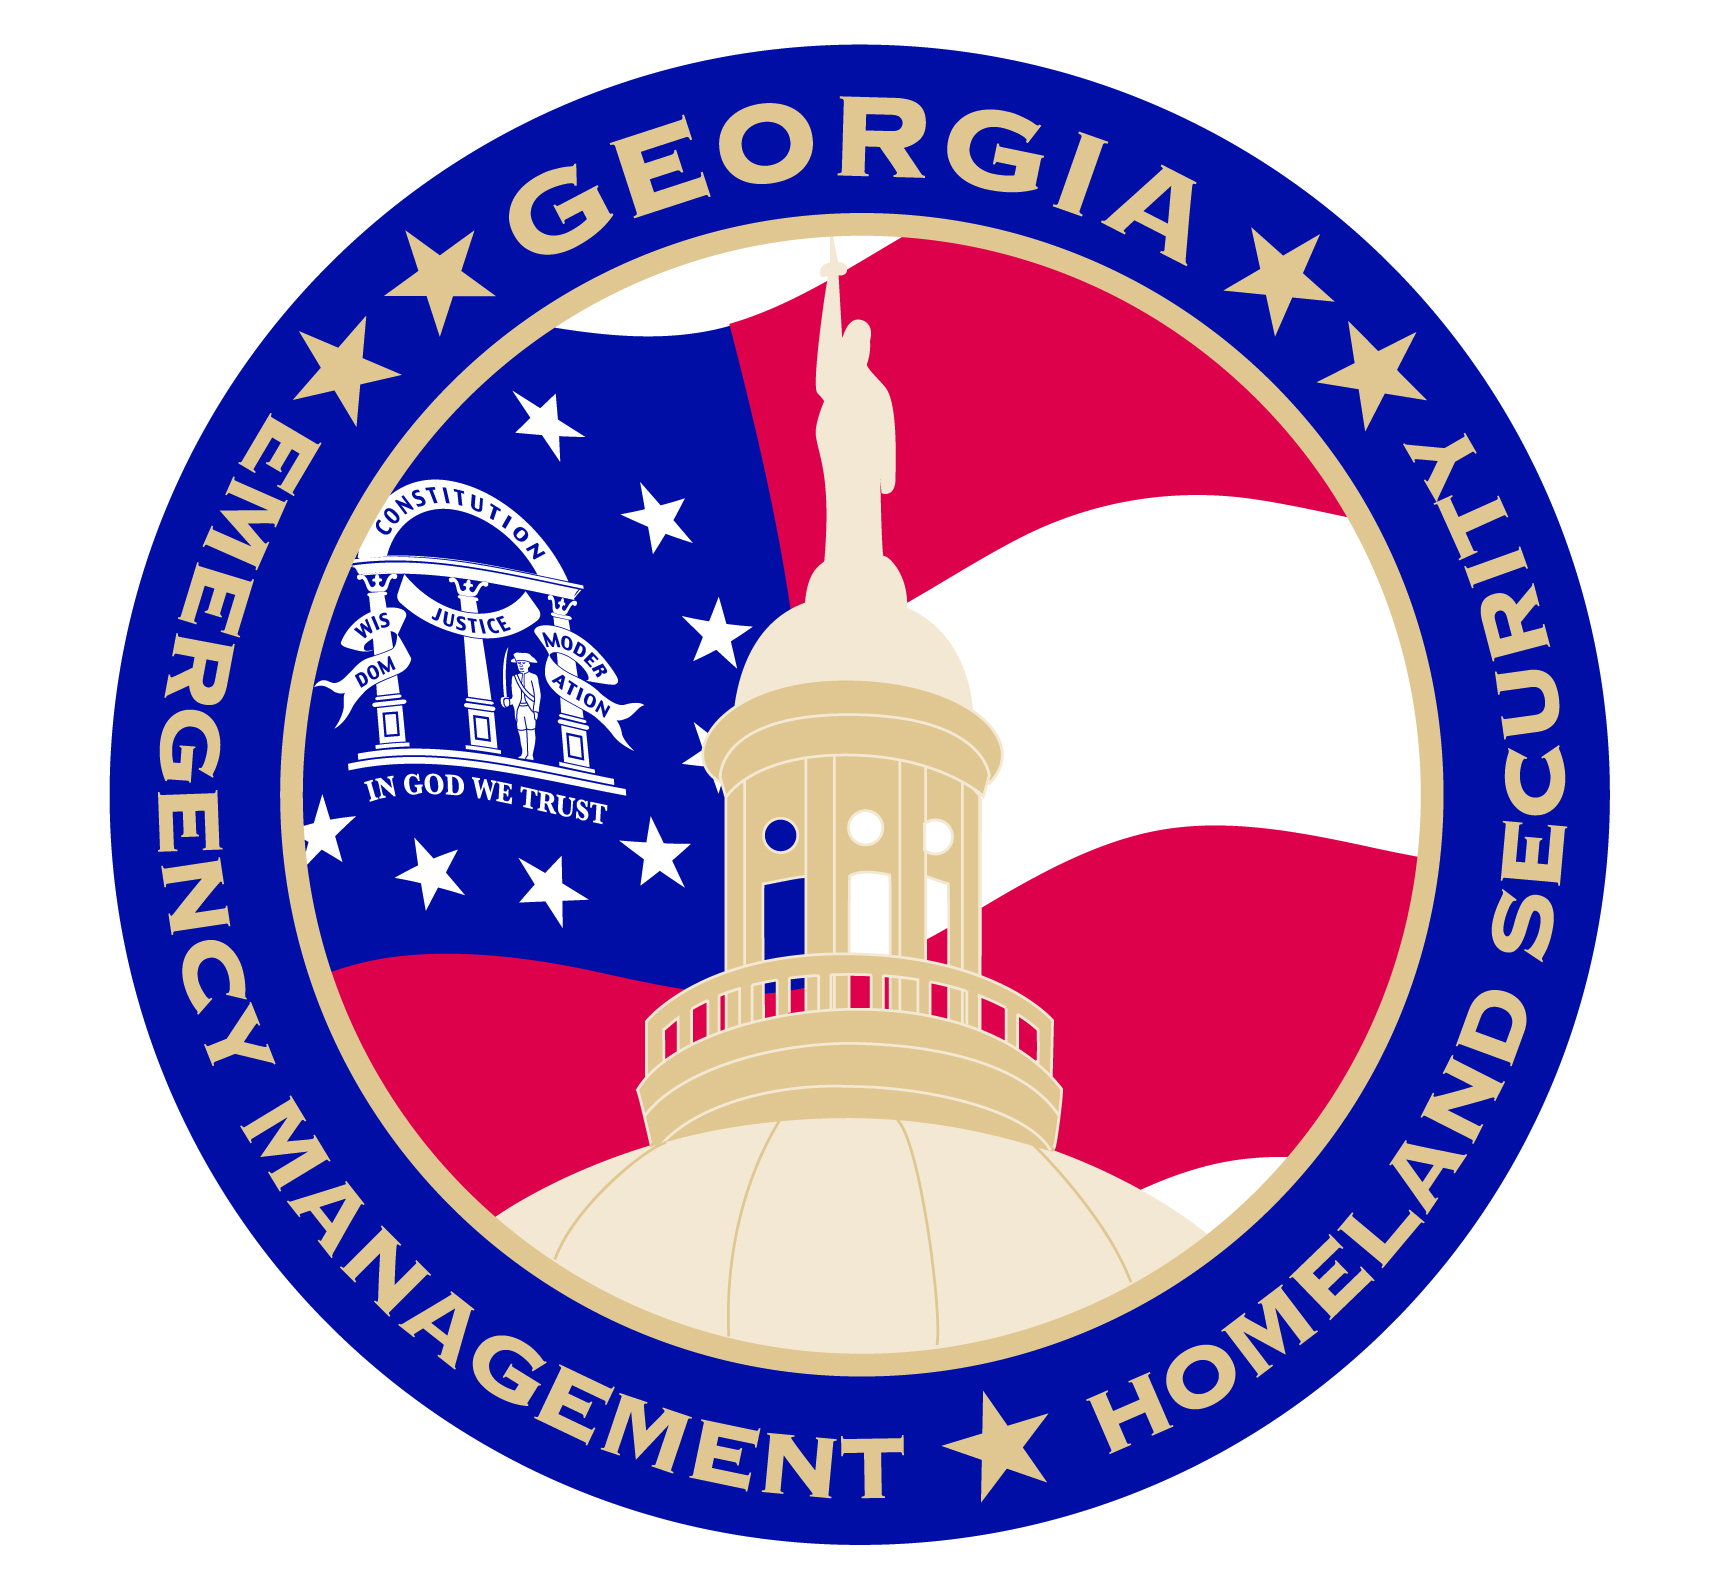 GEORGIA
EMERGENCY MANAGEMENT
HOMELAND SECURITY
CONSTITUTION
WIS
DOM
JUSTICE
MODER
ATION
IN GOD WE TRUST